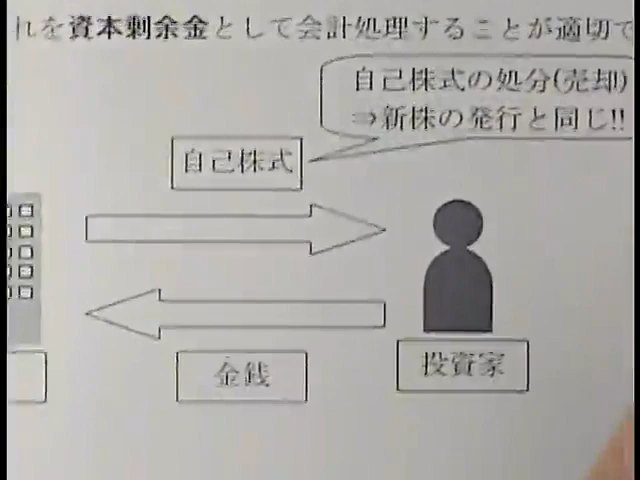 れを資本剰余金として会計処理することが適切で
自己株式の処分(売却)
⇒新株の発行と同じ!!
自己株式
金銭
投資家